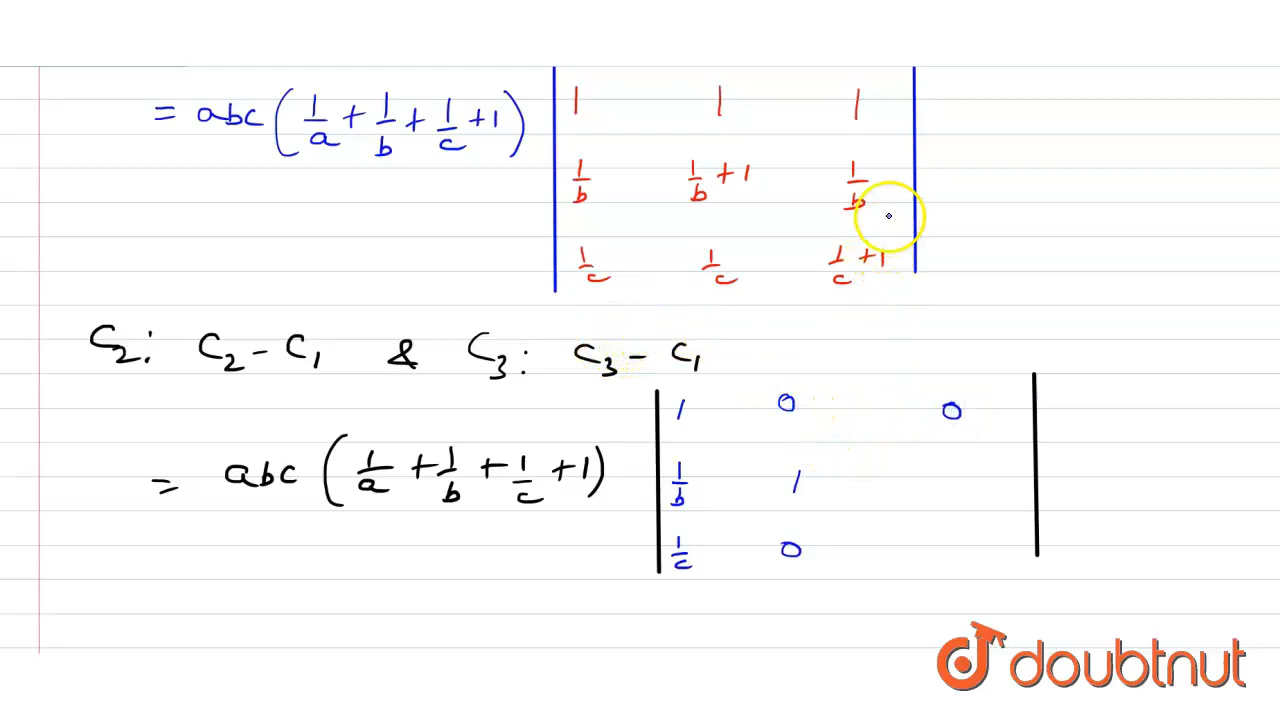 = abc (1/a + 1/b + 1/c + 1) | 1 1 1 |
| 1/b 1/b + 1 1/b |
| 1/c 1/c 1/c + 1 |
C₂: C₂ - C₁ & C₃: C₃ - C₁
= abc (1/a + 1/b + 1/c + 1) | 1 0 0 |
| 1/b 1 |
| 1/c 0 |
doubtnut